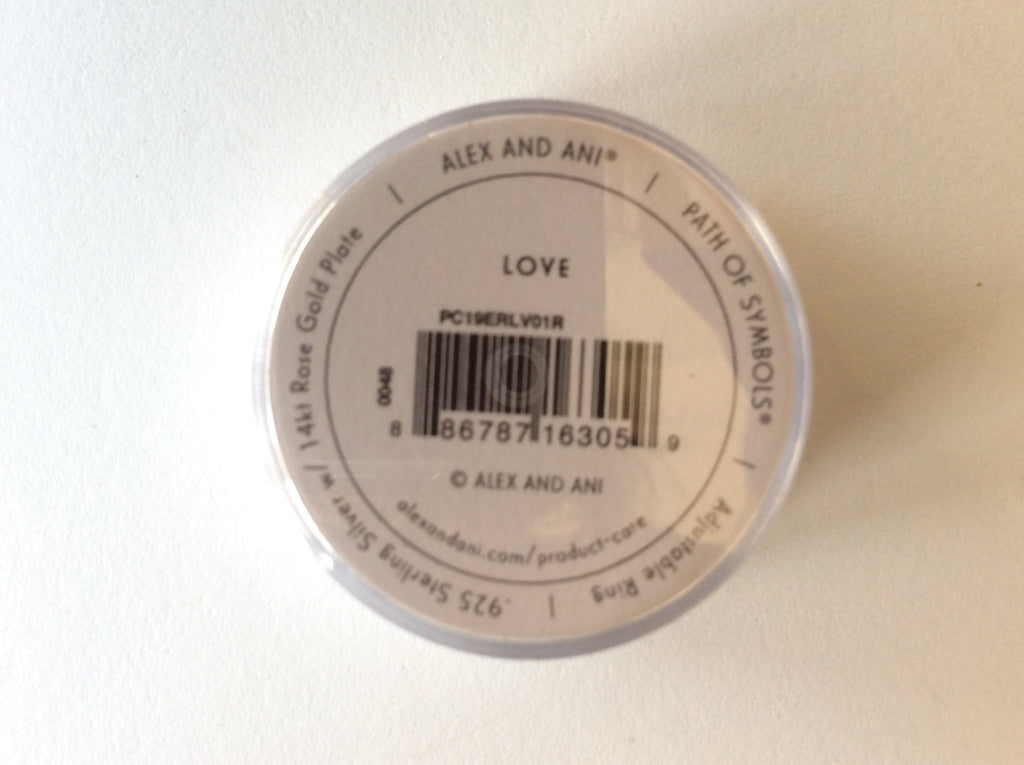 ALEX AND ANI® | PATH OF SYMBOLS® | Adjustable Ring | .925 Sterling Silver w/ 14kt Rose Gold Plate |
LOVE
PC19ERLV01R
0048
8 86787 16305 9
© ALEX AND ANI
alexandani.com/product-care